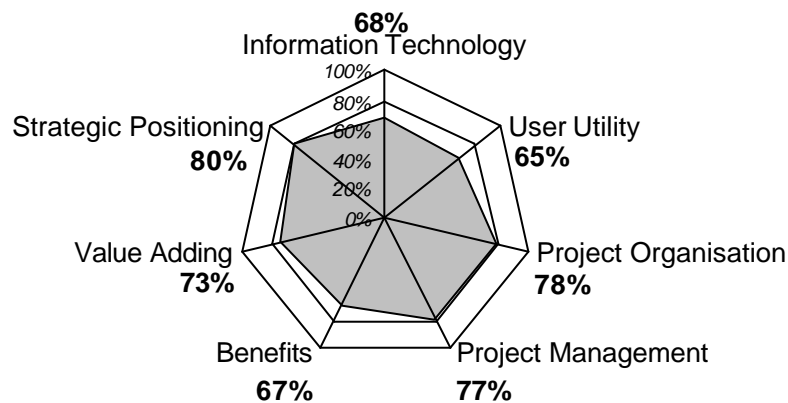 68%
Information Technology
100%
80%
60%
40%
20%
0%
User Utility
65%
Project Organisation
78%
Project Management
77%
Benefits
67%
Value Adding
73%
Strategic Positioning
80%